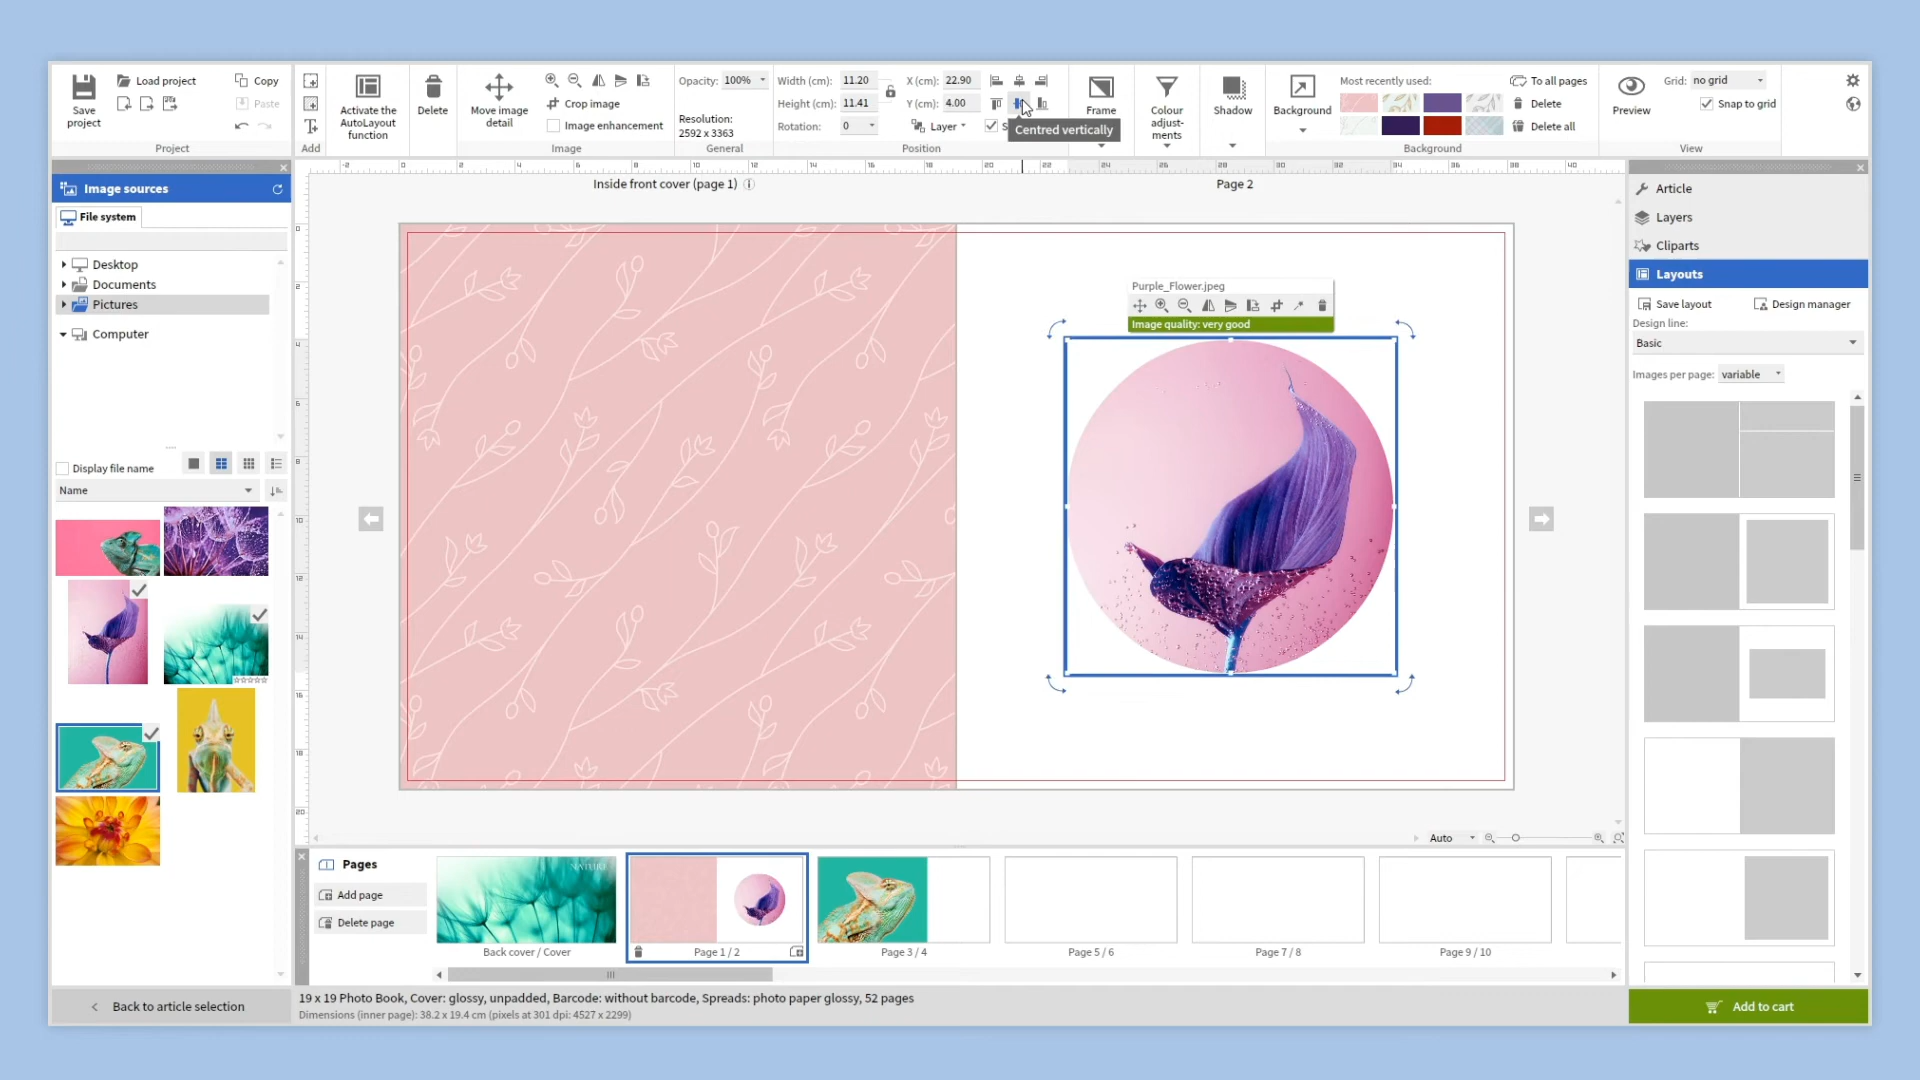 Save project
Load project
Copy
Paste
Project
Add
Activate the AutoLayout function
Delete
Move image detail
Crop image
Image enhancement
Image
Opacity: 100%
Resolution:
2592 x 3363
General
Width (cm): 11.20
Height (cm): 11.41
Rotation: 0
X (cm): 22.90
Y (cm): 4.00
Layer
Centred vertically
Position
Frame
Colour adjust-ments
Shadow
Background
Most recently used:
To all pages
Delete
Delete all
Background
Preview
Grid: no grid
Snap to grid
View
Image sources
File system
Desktop
Documents
Pictures
Computer
Display file name
Name
Back to article selection
Inside front cover (page 1)
Page 2
Purple_Flower.jpeg
Image quality: very good
Auto
Pages
Add page
Delete page
NATURE
Back cover / Cover
Page 1 / 2
Page 3 / 4
Page 5 / 6
Page 7 / 8
Page 9 / 10
19 x 19 Photo Book, Cover: glossy, unpadded, Barcode: without barcode, Spreads: photo paper glossy, 52 pages
Dimensions (inner page): 38.2 x 19.4 cm (pixels at 301 dpi: 4527 x 2299)
Article
Layers
Cliparts
Layouts
Save layout
Design manager
Design line:
Basic
Images per page: variable
Add to cart